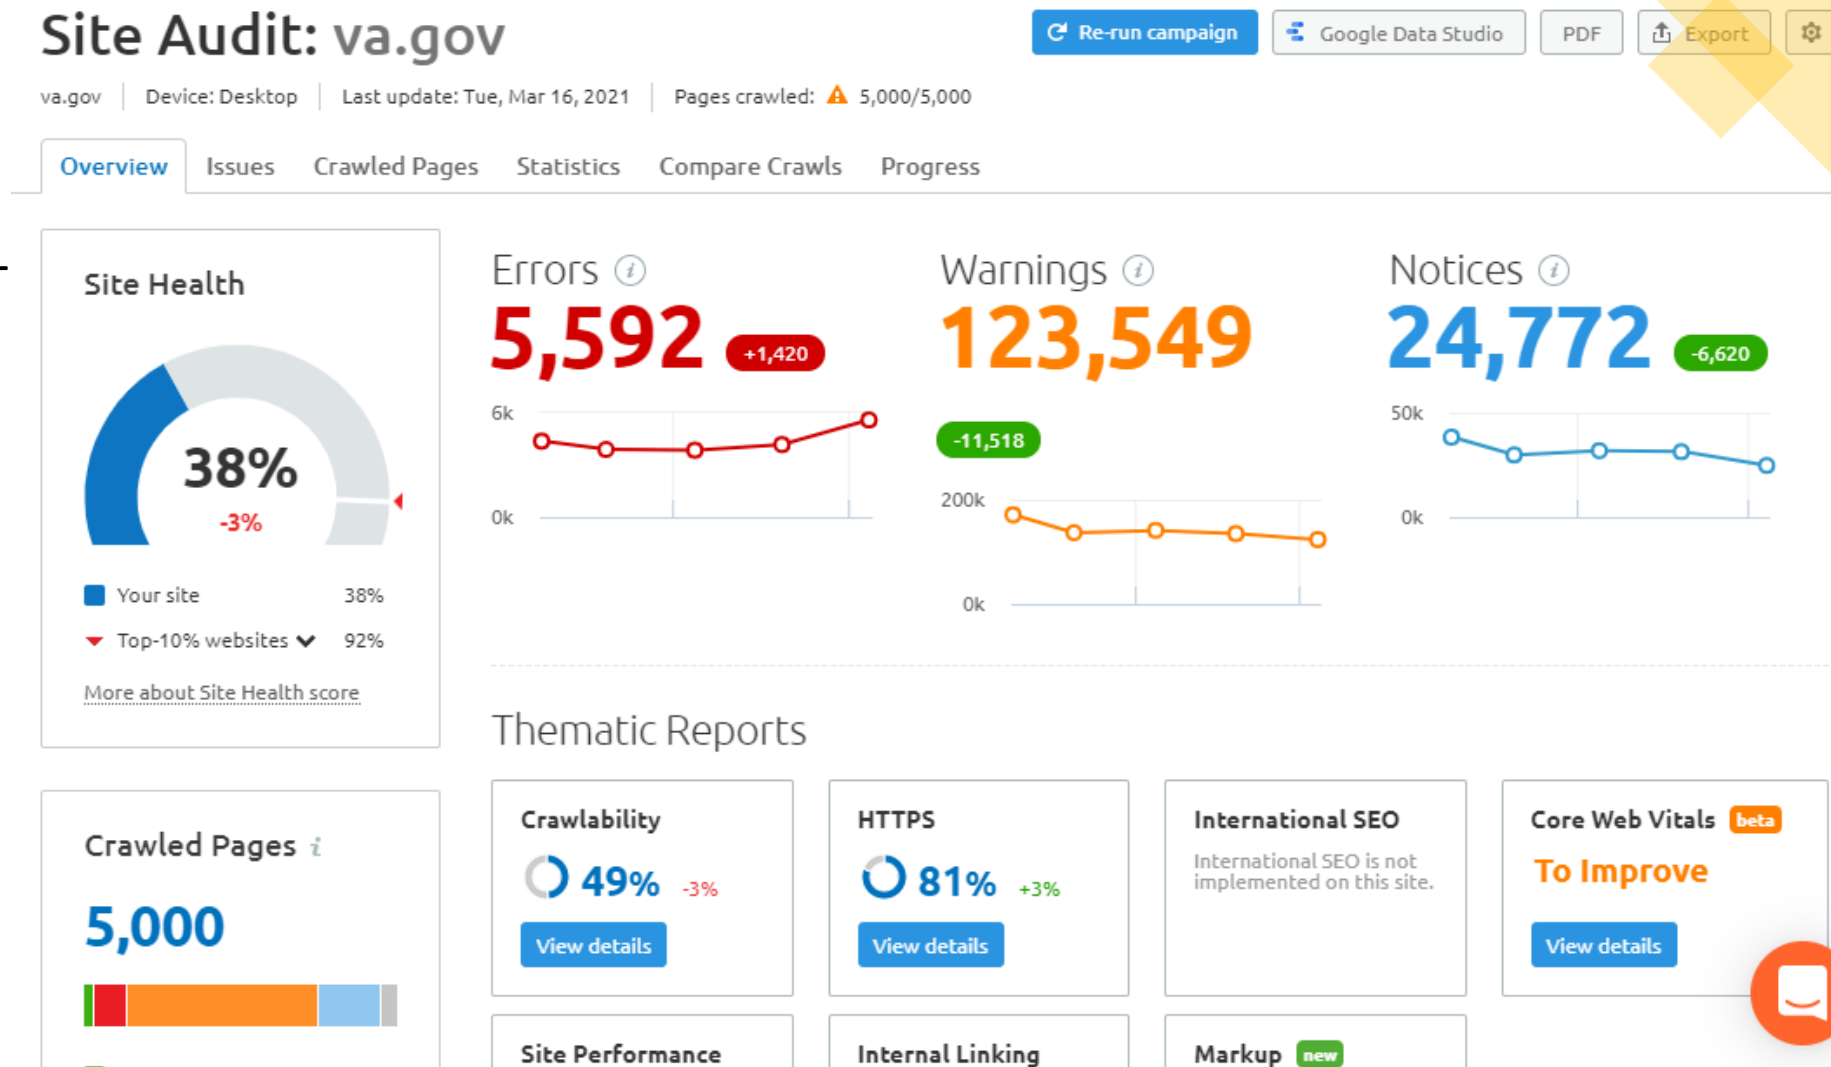 Site Audit: va.gov
Re-run campaign
Google Data Studio
PDF
Export
va.gov
Device: Desktop
Last update: Tue, Mar 16, 2021
Pages crawled: 5,000/5,000
Overview
Issues
Crawled Pages
Statistics
Compare Crawls
Progress
Site Health
38%
-3%
Your site 38%
Top-10% websites 92%
More about Site Health score
Errors i
5,592 +1,420
6k
0k
Warnings i
123,549
-11,518
200k
0k
Notices i
24,772 -6,620
50k
0k
Crawled Pages i
5,000
Thematic Reports
Crawlability
49% -3%
View details
HTTPS
81% +3%
View details
International SEO
International SEO is not
implemented on this site.
Core Web Vitals beta
To Improve
View details
Site Performance
Internal Linking
Markup new